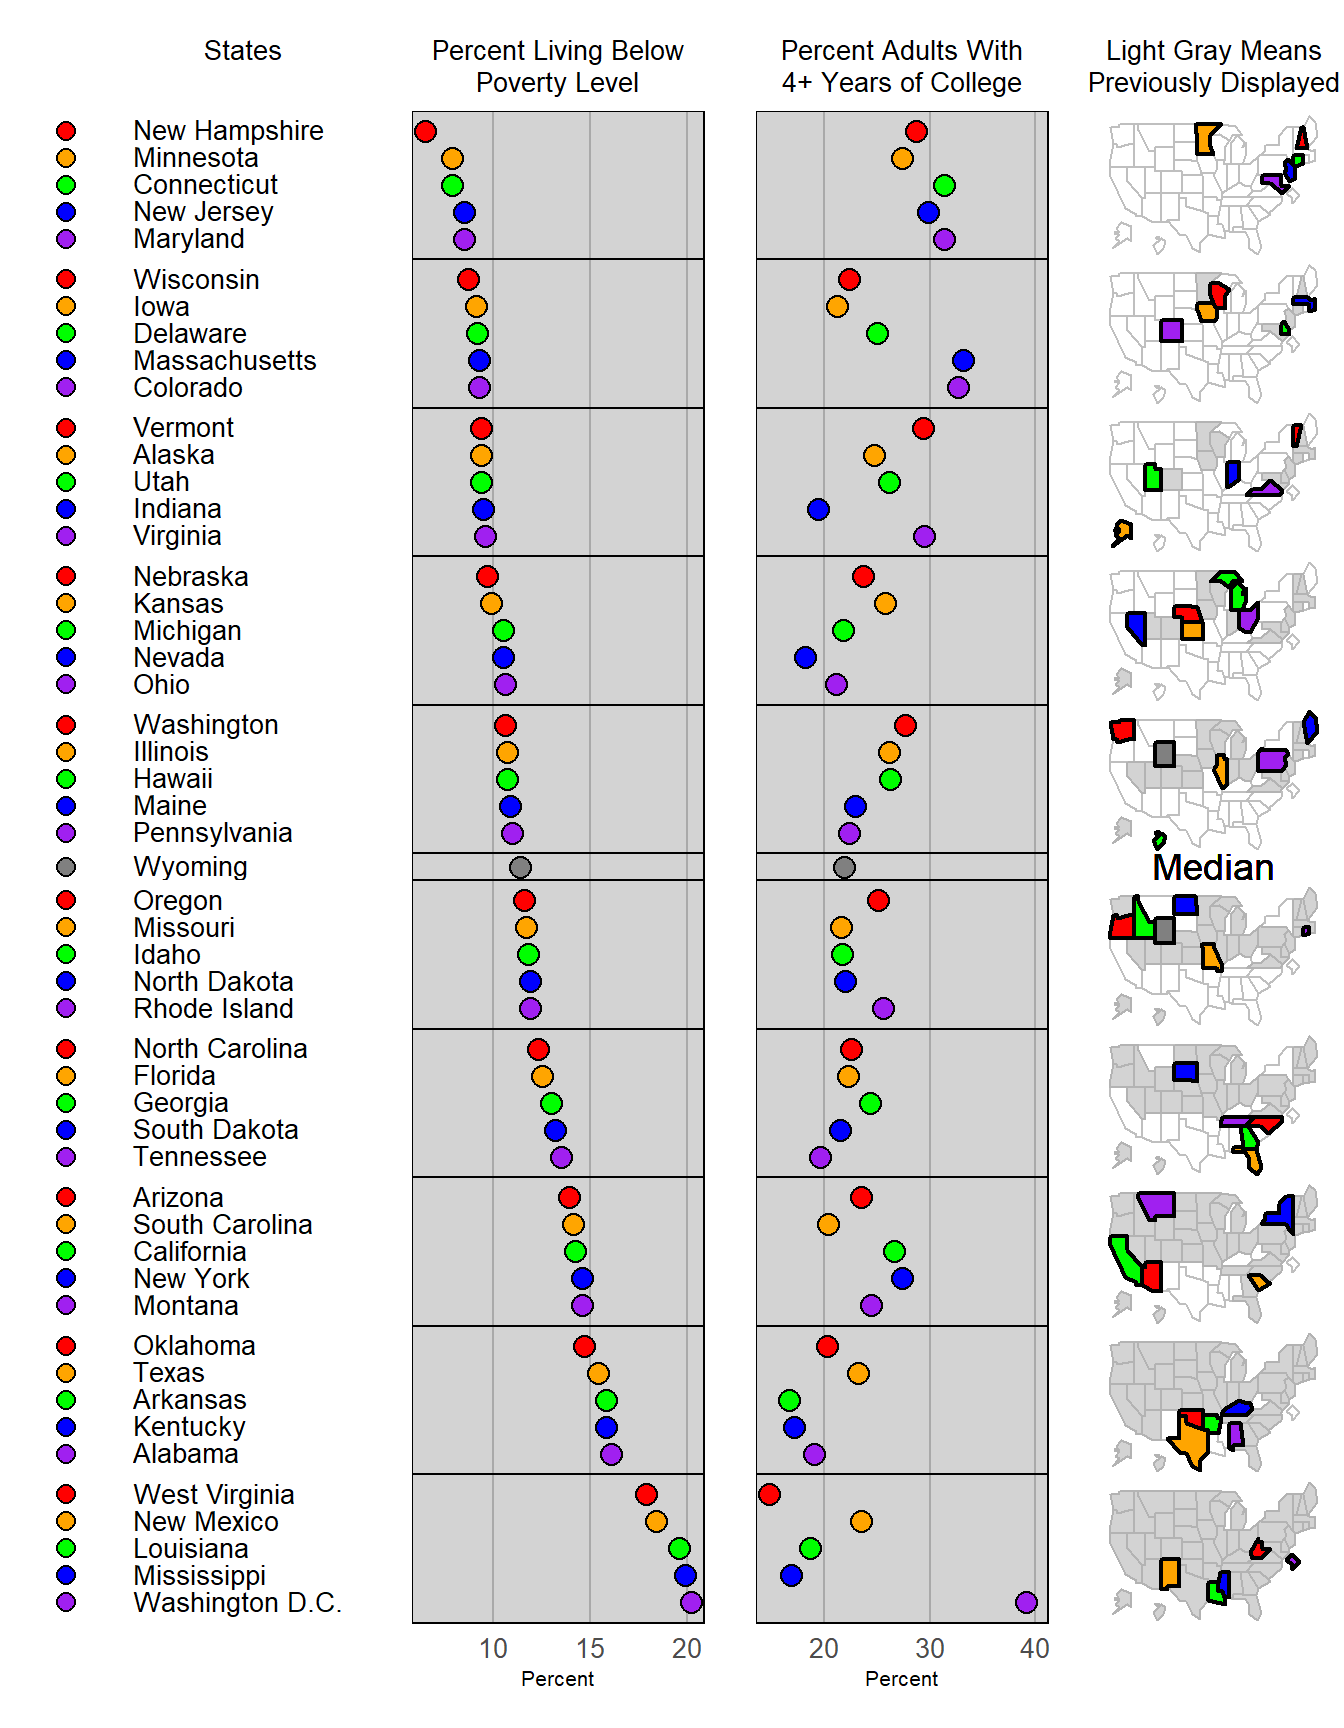 States
Percent Living Below
Poverty Level
Percent Adults With
4+ Years of College
Light Gray Means
Previously Displayed
New Hampshire
Minnesota
Connecticut
New Jersey
Maryland
Wisconsin
Iowa
Delaware
Massachusetts
Colorado
Vermont
Alaska
Utah
Indiana
Virginia
Nebraska
Kansas
Michigan
Nevada
Ohio
Washington
Illinois
Hawaii
Maine
Pennsylvania
Wyoming
Median
Oregon
Missouri
Idaho
North Dakota
Rhode Island
North Carolina
Florida
Georgia
South Dakota
Tennessee
Arizona
South Carolina
California
New York
Montana
Oklahoma
Texas
Arkansas
Kentucky
Alabama
West Virginia
New Mexico
Louisiana
Mississippi
Washington D.C.
10 15 20
Percent
20 30 40
Percent